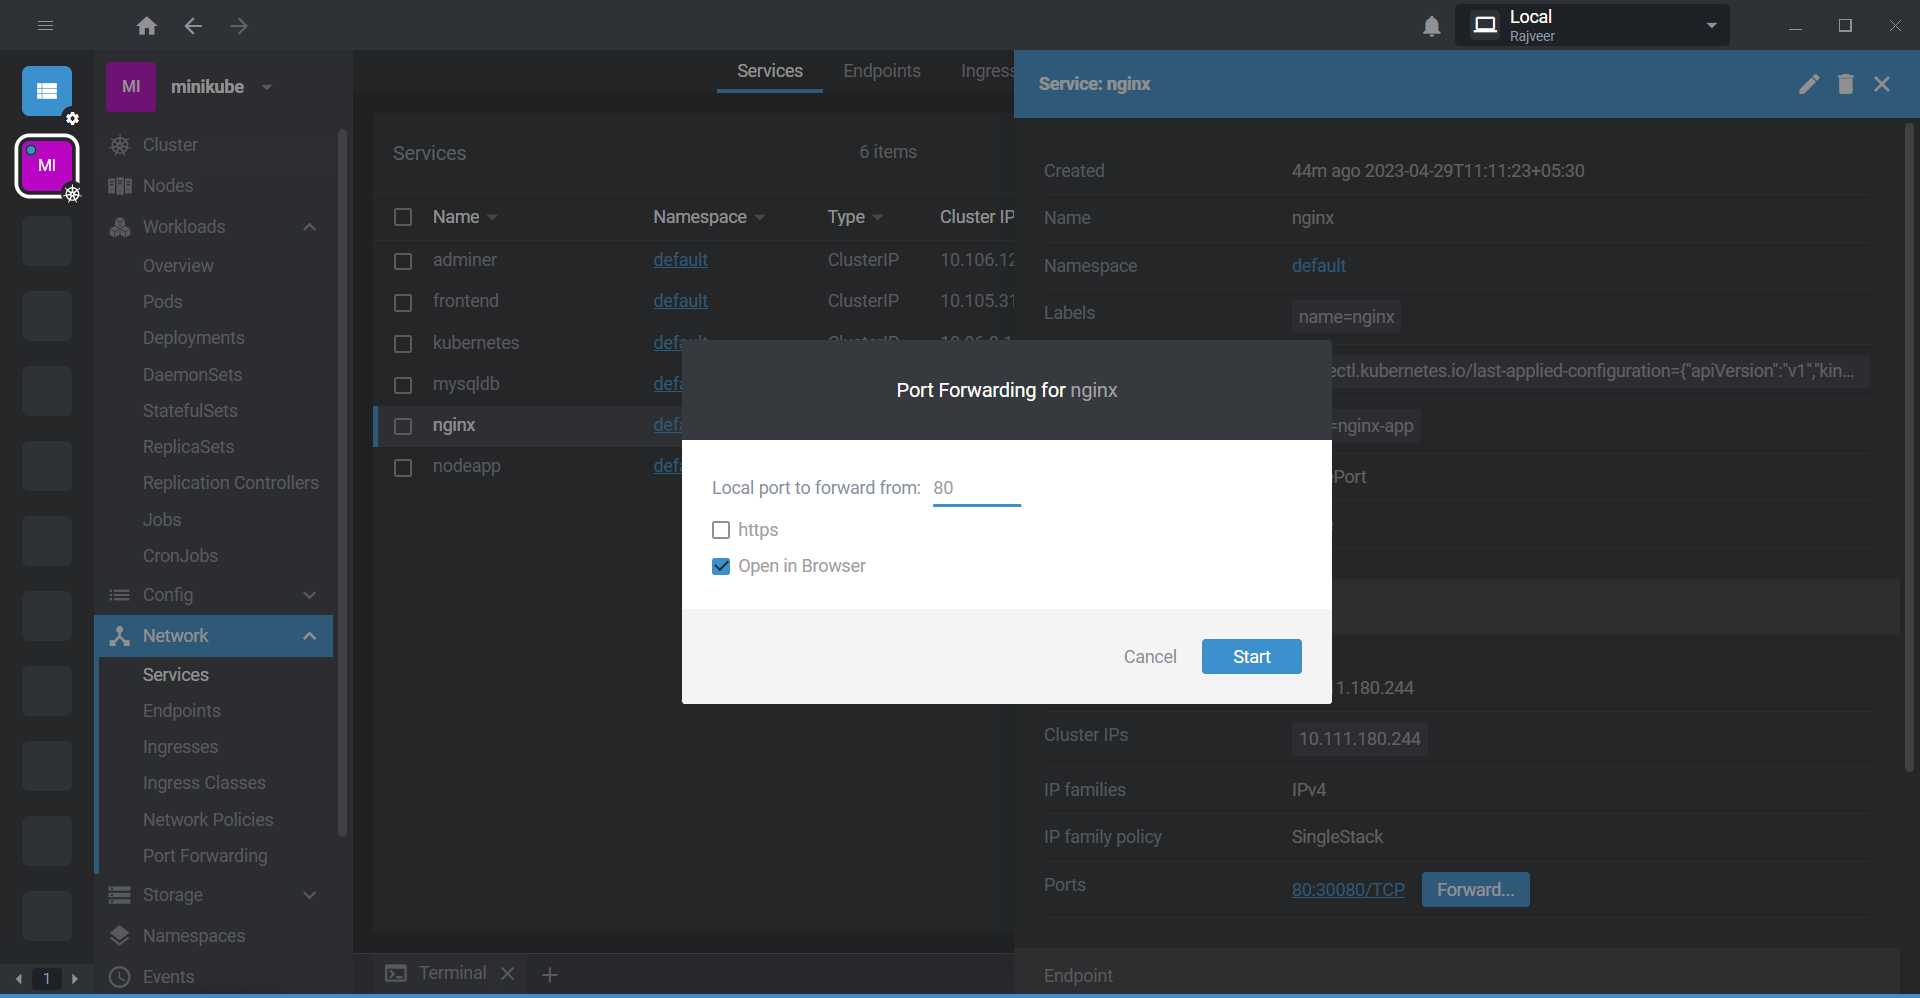 Local
Rajveer
MI
minikube
MI
Cluster
Nodes
Workloads
Overview
Pods
Deployments
DaemonSets
StatefulSets
ReplicaSets
Replication Controllers
Jobs
CronJobs
Config
Network
Services
Endpoints
Ingresses
Ingress Classes
Network Policies
Port Forwarding
Storage
Namespaces
Events
1
Services Endpoints Ingress
Services 6 items
Name Namespace Type Cluster IP
adminer default ClusterIP 10.106.12
frontend default ClusterIP 10.105.31
kubernetes
mysqldb
nginx
nodeapp
Terminal
Service: nginx
Created 44m ago 2023-04-29T11:11:23+05:30
Name nginx
Namespace default
Labels name=nginx
ectl.kubernetes.io/last-applied-configuration={"apiVersion":"v1","kin...
=nginx-app
ePort
1.180.244
Cluster IPs 10.111.180.244
IP families IPv4
IP family policy SingleStack
Ports 80:30080/TCP Forward...
Endpoint
Port Forwarding for nginx
Local port to forward from: 80
https
Open in Browser
Cancel Start